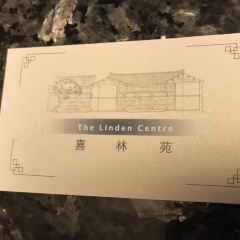 The Linden Centre
喜林苑